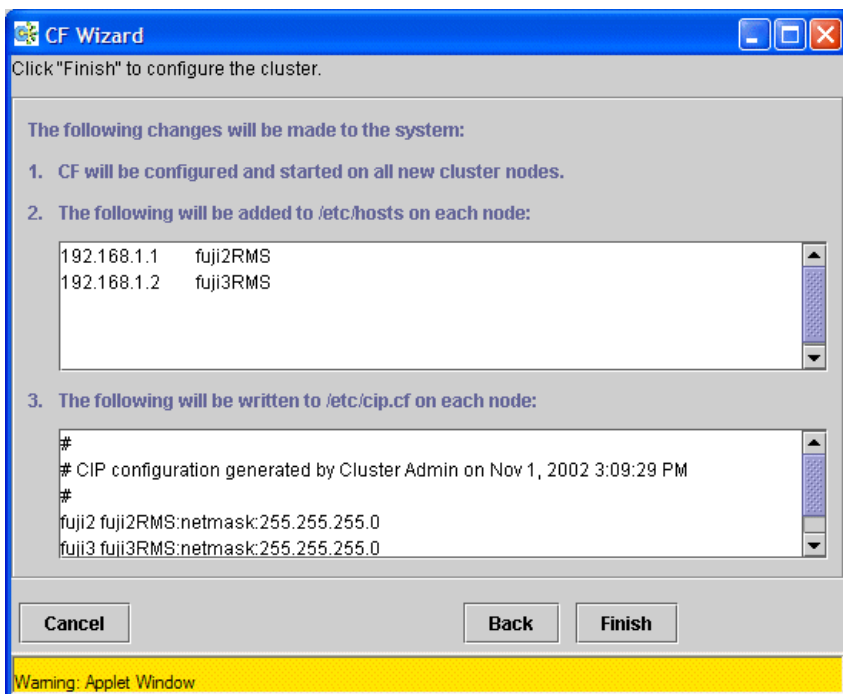 CF Wizard
Click "Finish" to configure the cluster.
The following changes will be made to the system:
1. CF will be configured and started on all new cluster nodes.
2. The following will be added to /etc/hosts on each node:
192.168.1.1 fuji2RMS
192.168.1.2 fuji3RMS
3. The following will be written to /etc/cip.cf on each node:
#
# CIP configuration generated by Cluster Admin on Nov 1, 2002 3:09:29 PM
#
fuji2 fuji2RMS:netmask:255.255.255.0
fuji3 fuji3RMS:netmask:255.255.255.0
Cancel Back Finish
Warning: Applet Window